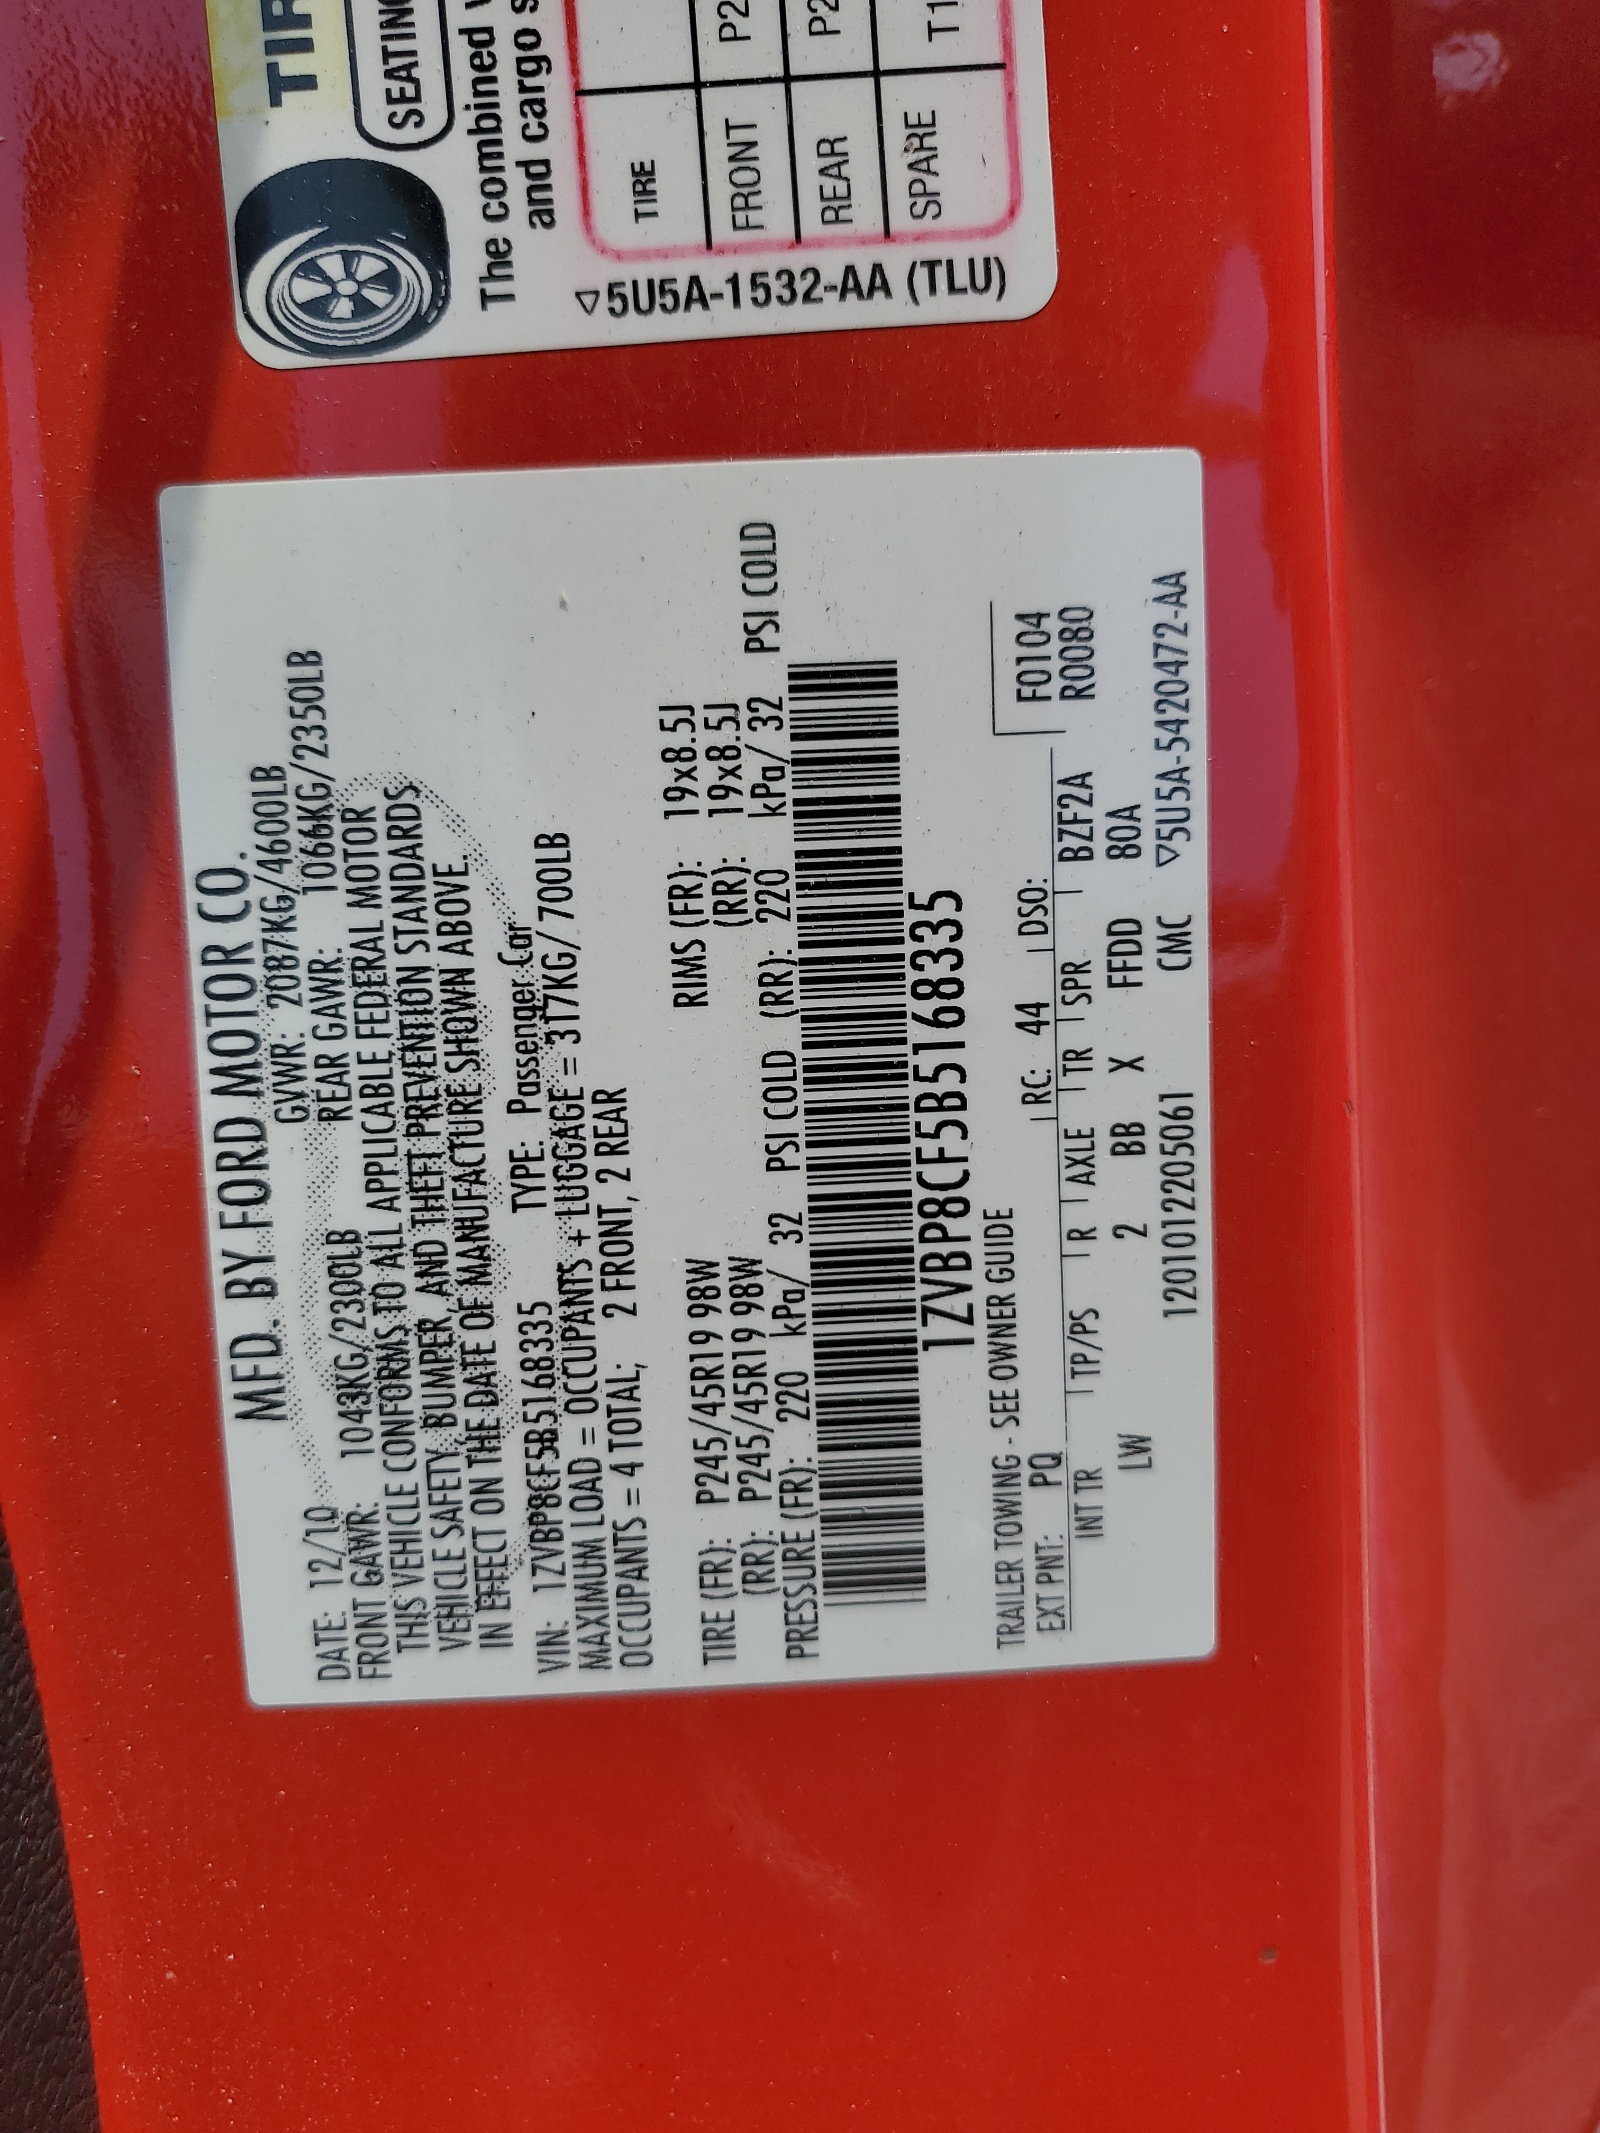 MFD. BY FORD MOTOR CO.
DATE: 12/10 GVWR: 2087KG/4600LB
FRONT GAWR: 1043KG/2300LB REAR GAWR: 1066KG/2350LB
THIS VEHICLE CONFORMS TO ALL APPLICABLE FEDERAL MOTOR
VEHICLE SAFETY, BUMPER, AND THEFT PREVENTION STANDARDS
IN EFFECT ON THE DATE OF MANUFACTURE SHOWN ABOVE.
VIN: 1ZVBP8CF5B5168335 TYPE: Passenger Car
MAXIMUM LOAD = OCCUPANTS + LUGGAGE = 317KG/700LB
OCCUPANTS = 4 TOTAL; 2 FRONT, 2 REAR
TIRE (FR): P245/45R19 98W RIMS (FR): 19x8.5J
(RR): P245/45R19 98W (RR): 19x8.5J
PRESSURE (FR): 220 kPa/ 32 PSI COLD (RR): 220 kPa/ 32 PSI COLD
1ZVBP8CF5B5168335
TRAILER TOWING - SEE OWNER GUIDE
EXT PNT: PQ RC: 44 DSO: F0104
R0080
INT TR TP/PS R AXLE TR SPR BZF2A
LW 2 BB X FFDD 80A
12010122050​61 CMC ▽5U5A-5420472-AA
TIR
SEATING
The combined
and cargo s
TIRE
FRONT P2
REAR P2
SPARE T1
▽5U5A-1532-AA (TLU)